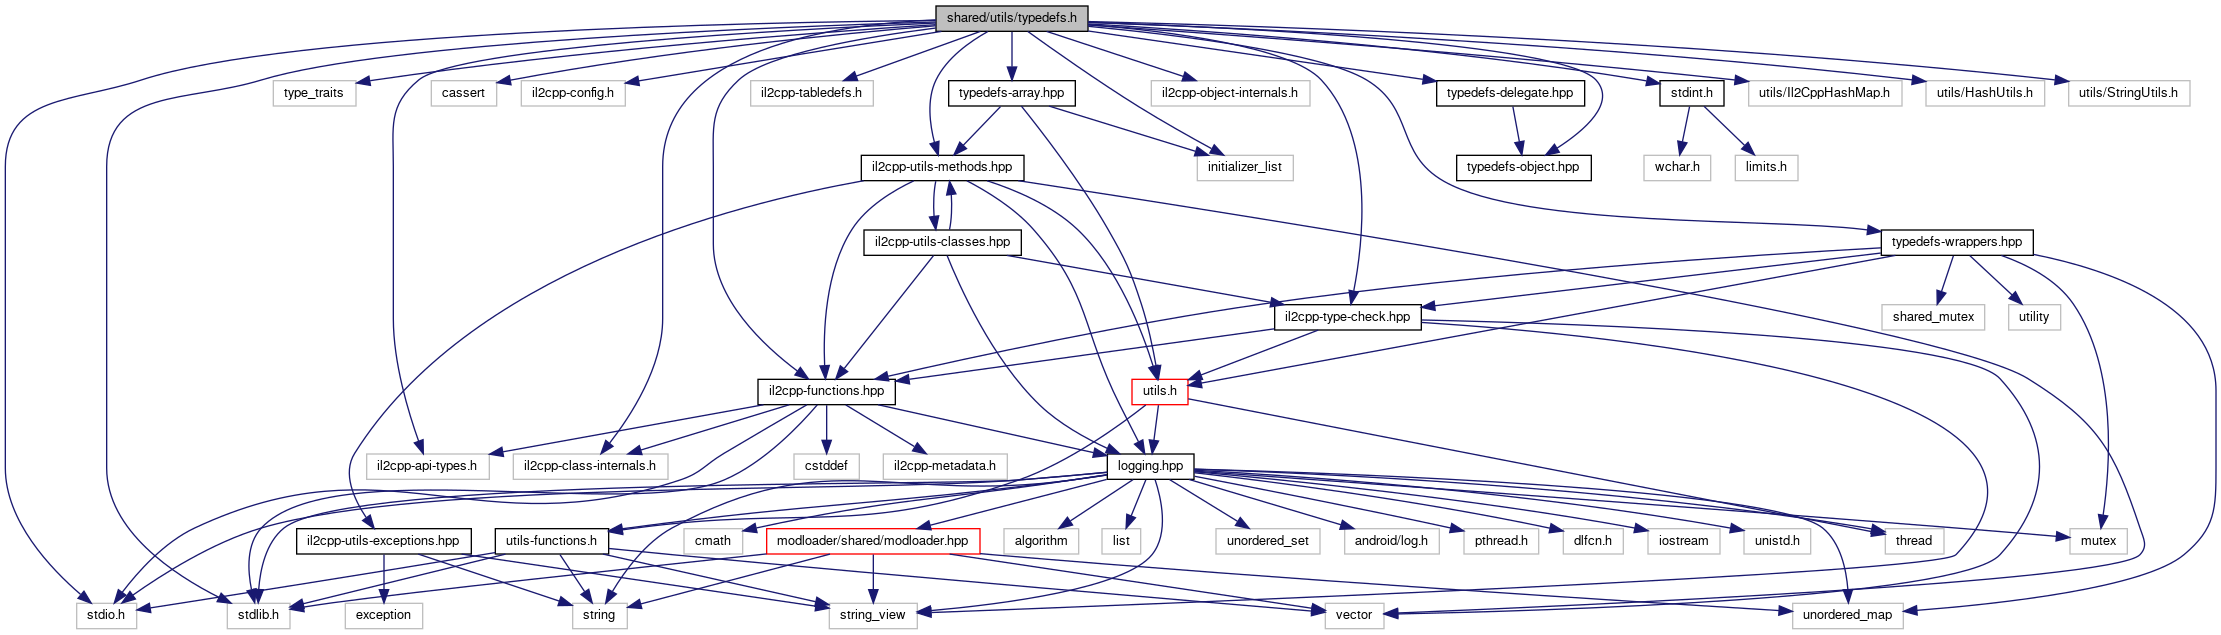 shared/utils/typedefs.h
type_traits
cassert
il2cpp-config.h
il2cpp-tabledefs.h
typedefs-array.hpp
il2cpp-object-internals.h
typedefs-delegate.hpp
stdint.h
utils/Il2CppHashMap.h
utils/HashUtils.h
utils/StringUtils.h
il2cpp-utils-methods.hpp
initializer_list
typedefs-object.hpp
wchar.h
limits.h
il2cpp-utils-classes.hpp
typedefs-wrappers.hpp
il2cpp-type-check.hpp
shared_mutex
utility
il2cpp-functions.hpp
utils.h
il2cpp-api-types.h
il2cpp-class-internals.h
cstddef
il2cpp-metadata.h
logging.hpp
il2cpp-utils-exceptions.hpp
utils-functions.h
cmath
modloader/shared/modloader.hpp
algorithm
list
unordered_set
android/log.h
pthread.h
dlfcn.h
iostream
unistd.h
thread
mutex
stdio.h
stdlib.h
exception
string
string_view
vector
unordered_map